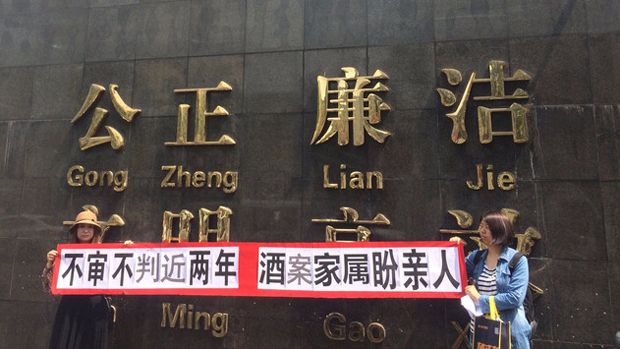 公正 廉洁
Gong Zheng Lian Jie
明
不审不判近两年 酒案家属盼亲人
Ming Gao